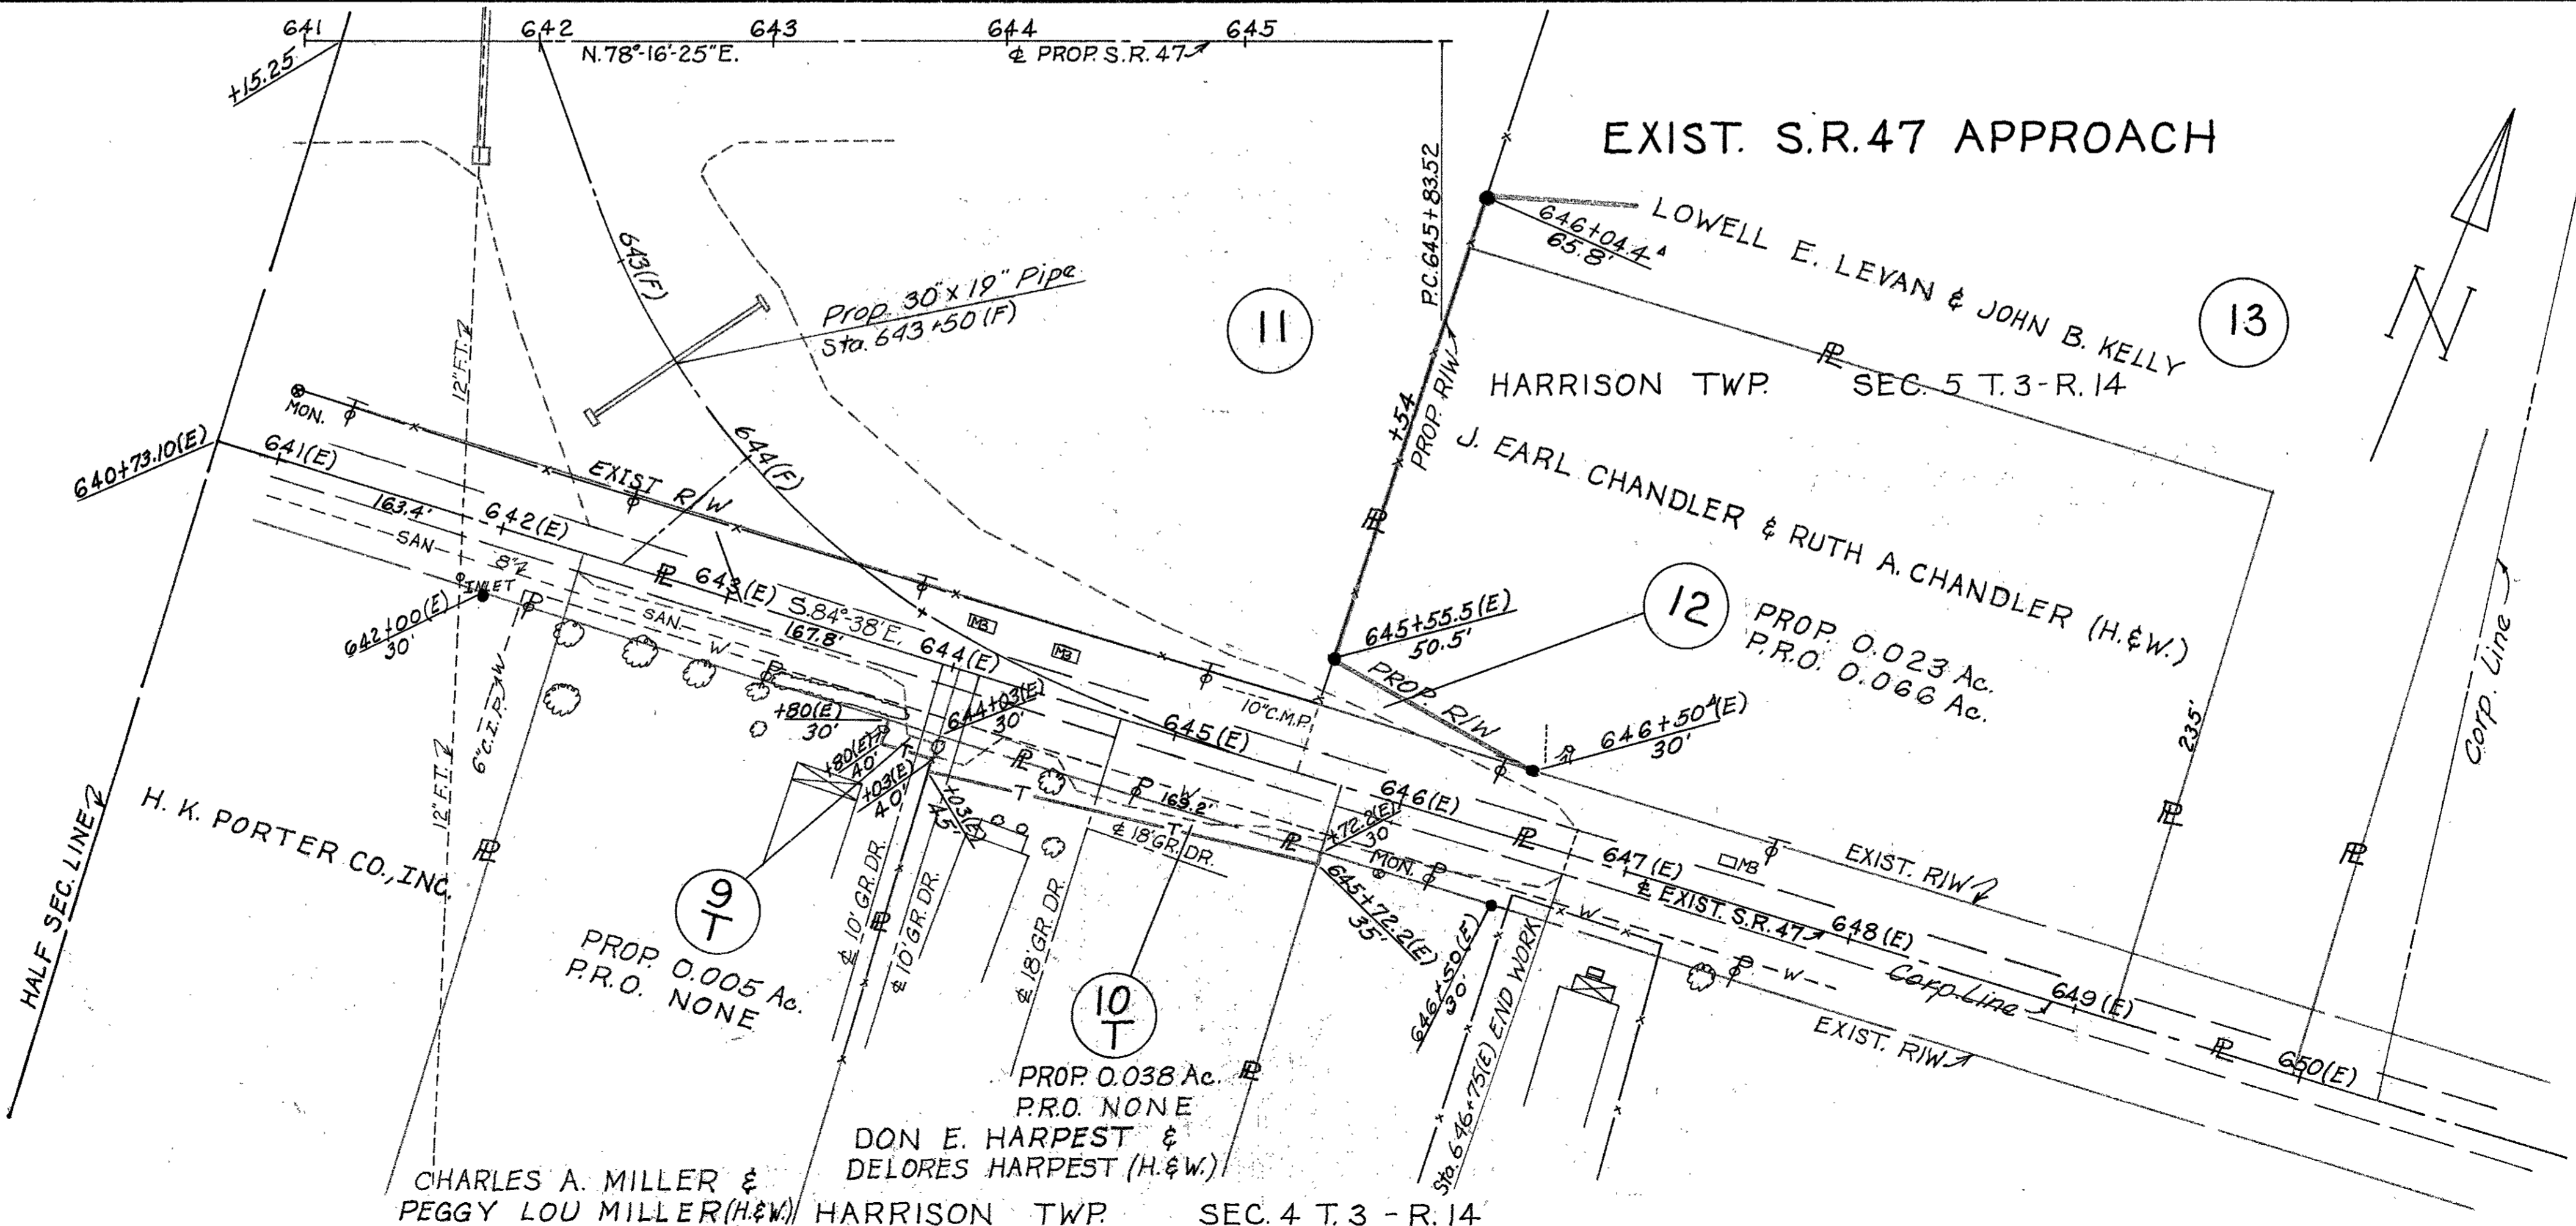 641
642
643
644
645
N.78°-16'-25"E.
℄ PROP. S.R.47
+15.25
EXIST. S.R.47 APPROACH
P.C.645+83.52
646+04.4
65.8'
LOWELL E. LEVAN & JOHN B. KELLY
13
11
HARRISON TWP.
SEC. 5 T.3-R.14
643(F)
Prop. 30"x 19" Pipe
Sta. 643+50(F)
12"F.T.
+54
PROP. R/W
J. EARL CHANDLER & RUTH A. CHANDLER (H.&W.)
MON.
640+73.10(E)
641(E)
EXIST R/W
644(F)
163.4'
642(E)
SAN
8"
INLET
642+00(E)
30'
643(E)
S.84°-38'E.
167.8'
SAN.
W
MB
MB
644(E)
12
PROP. 0.023 Ac.
P.R.O. 0.066 Ac.
645+55.5(E)
50.5'
PROP. R/W
10"C.M.P.
644+03(E)
30'
645(E)
646+50(E)
30'
235'
Corp. Line
6"C.I.P.
W
12"F.T.
+80(E)
30'
+80(E)
40'
+03(E)
40'
+03(E)
45'
T
T
T
169.2'
W
646(E)
+72.2(E)
30
℄ 18'GR.DR.
H. K. PORTER CO., INC.
HALF SEC. LINE
MON.
647(E)
MB
EXIST. R/W
℄ EXIST. S.R.47
648(E)
645+72.2(E)
35'
9
T
PROP. 0.005 Ac.
P.R.O. NONE
℄ 10' GR.DR.
℄ 10' GR.DR.
℄ 18'GR.DR.
646+50(E)
30'
W
W
Corp. Line
649(E)
EXIST. R/W
650(E)
10
T
PROP. 0.038 Ac.
P.R.O. NONE
DON E. HARPEST &
DELORES HARPEST (H.&W.)
Sta. 646+75(E) END WORK
CHARLES A. MILLER &
PEGGY LOU MILLER(H.&W.)
HARRISON TWP.
SEC. 4 T. 3 - R. 14